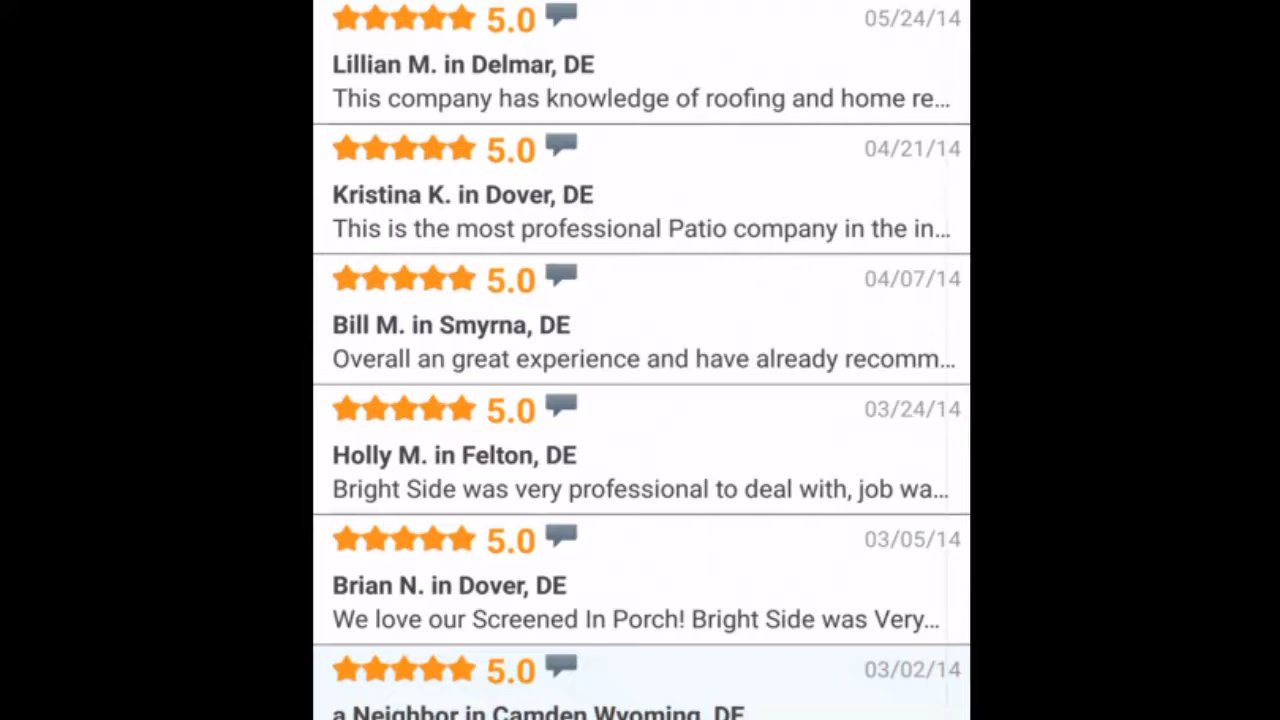 5.0 05/24/14
Lillian M. in Delmar, DE
This company has knowledge of roofing and home re...
5.0 04/21/14
Kristina K. in Dover, DE
This is the most professional Patio company in the in...
5.0 04/07/14
Bill M. in Smyrna, DE
Overall an great experience and have already recomm...
5.0 03/24/14
Holly M. in Felton, DE
Bright Side was very professional to deal with, job wa...
5.0 03/05/14
Brian N. in Dover, DE
We love our Screened In Porch! Bright Side was Very...
5.0 03/02/14
a Neighbor in Camden Wyoming, DE